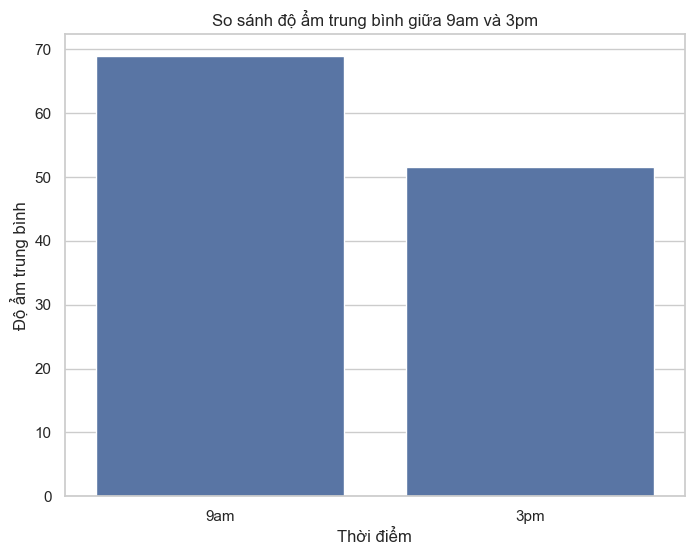 So sánh độ ẩm trung bình giữa 9am và 3pm
Độ ẩm trung bình
70
60
50
40
30
20
10
0
9am
3pm
Thời điểm